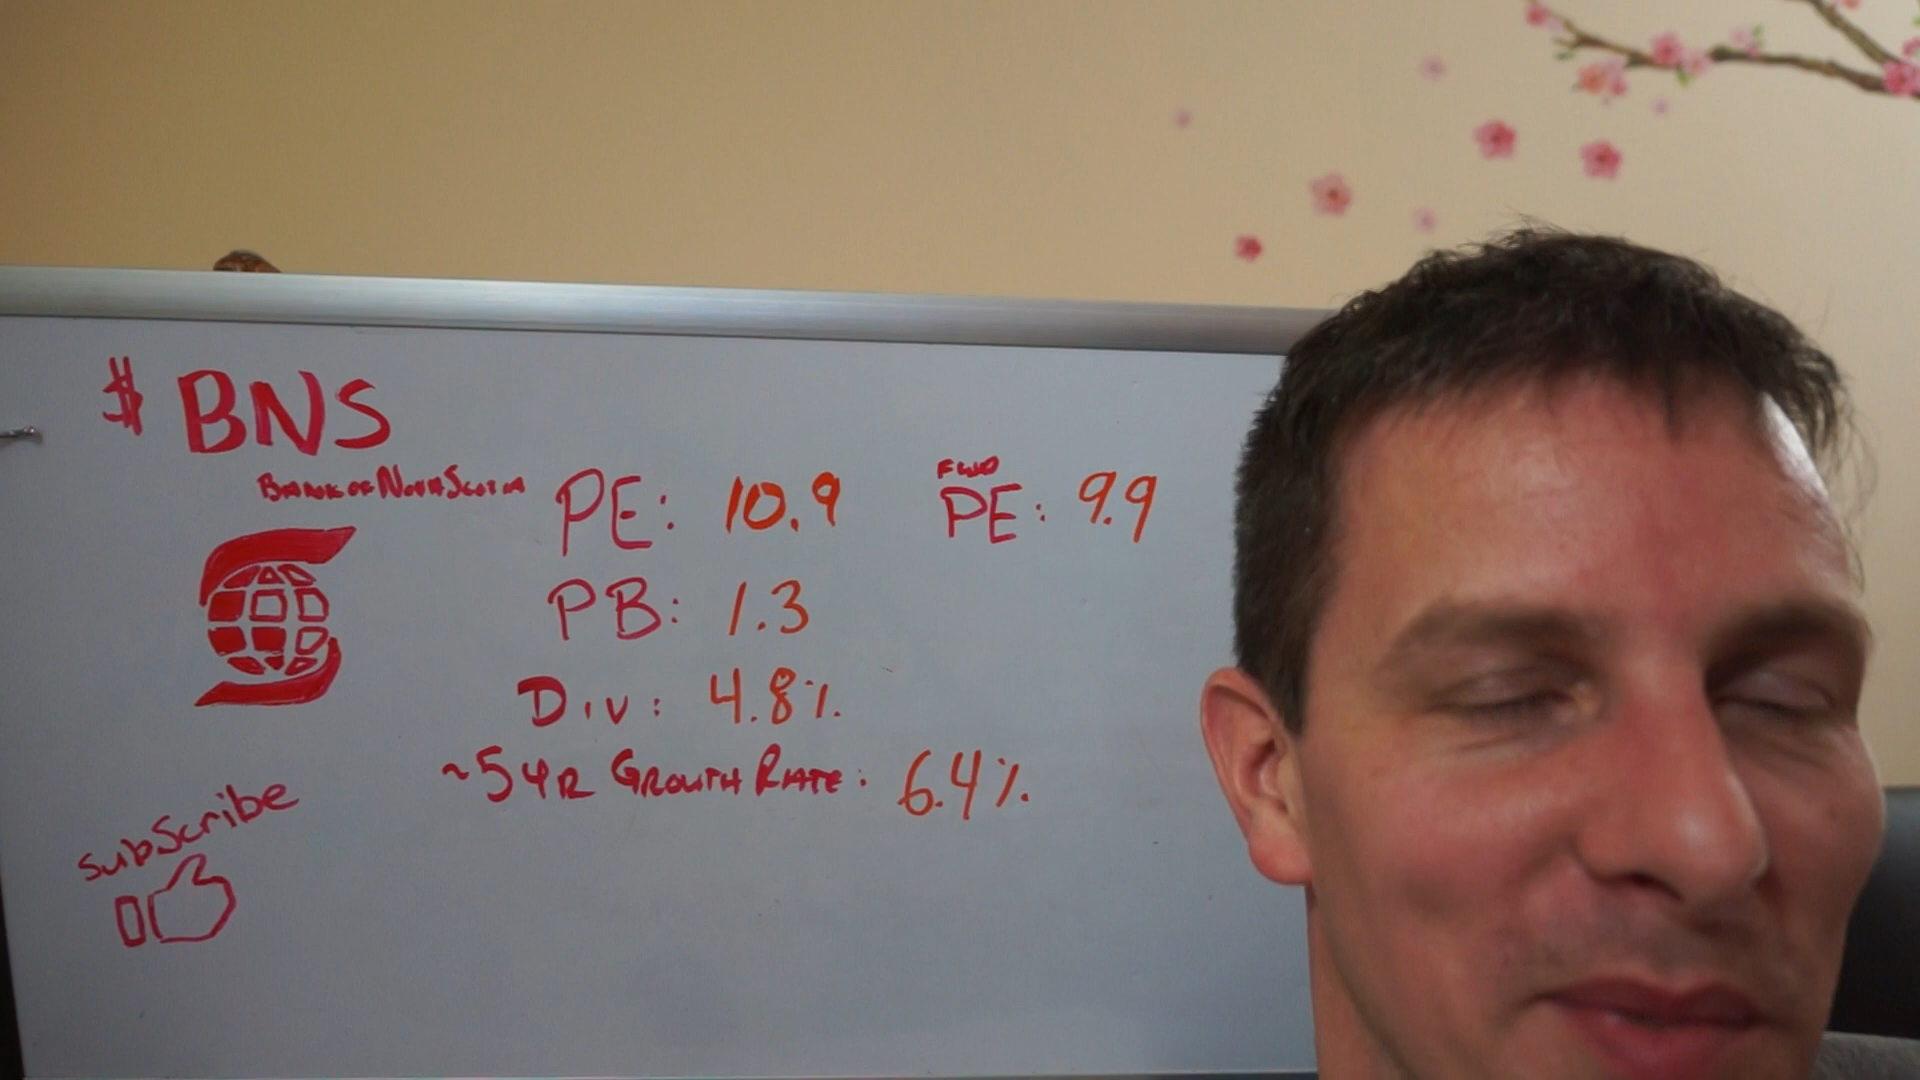 $BNS
BANK OF NOVA SCOTIA
PE: 10.9
FWD
PE: 9.9
PB: 1.3
DIV: 4.8%
~5YR GROWTH RATE: 6.4%
subScribe